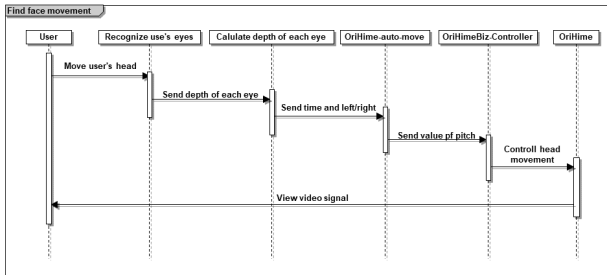 Find face movement
User
Recognize use's eyes
Calulate depth of each eye
OriHime-auto-move
OriHimeBiz-Controller
OriHime
Move user's head
Send depth of each eye
Send time and left/right
Send value pf pitch
Controll head
movement
View video signal